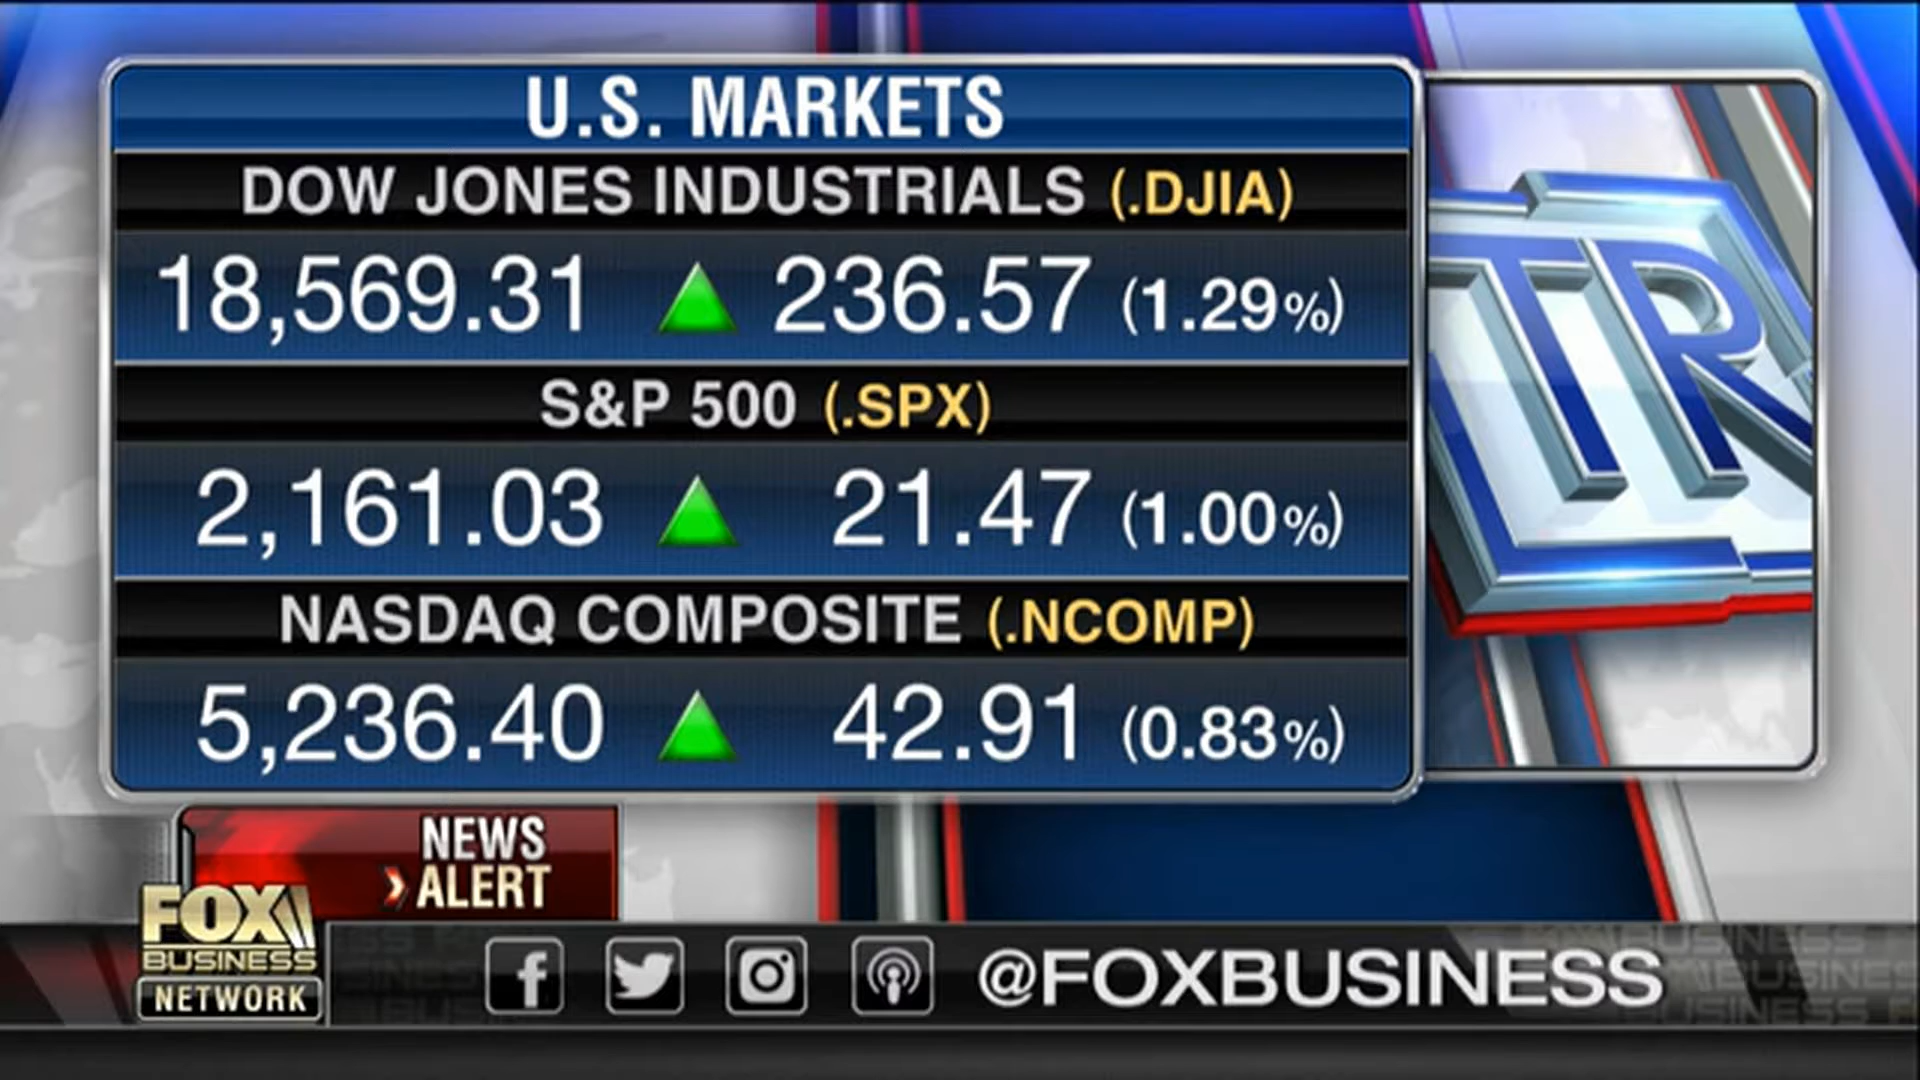 U.S. MARKETS
DOW JONES INDUSTRIALS (.DJIA)
18,569.31 ▲ 236.57 (1.29%)
S&P 500 (.SPX)
2,161.03 ▲ 21.47 (1.00%)
NASDAQ COMPOSITE (.NCOMP)
5,236.40 ▲ 42.91 (0.83%)
TR
NEWS
ALERT
FOX
BUSINESS
NETWORK
@FOXBUSINESS